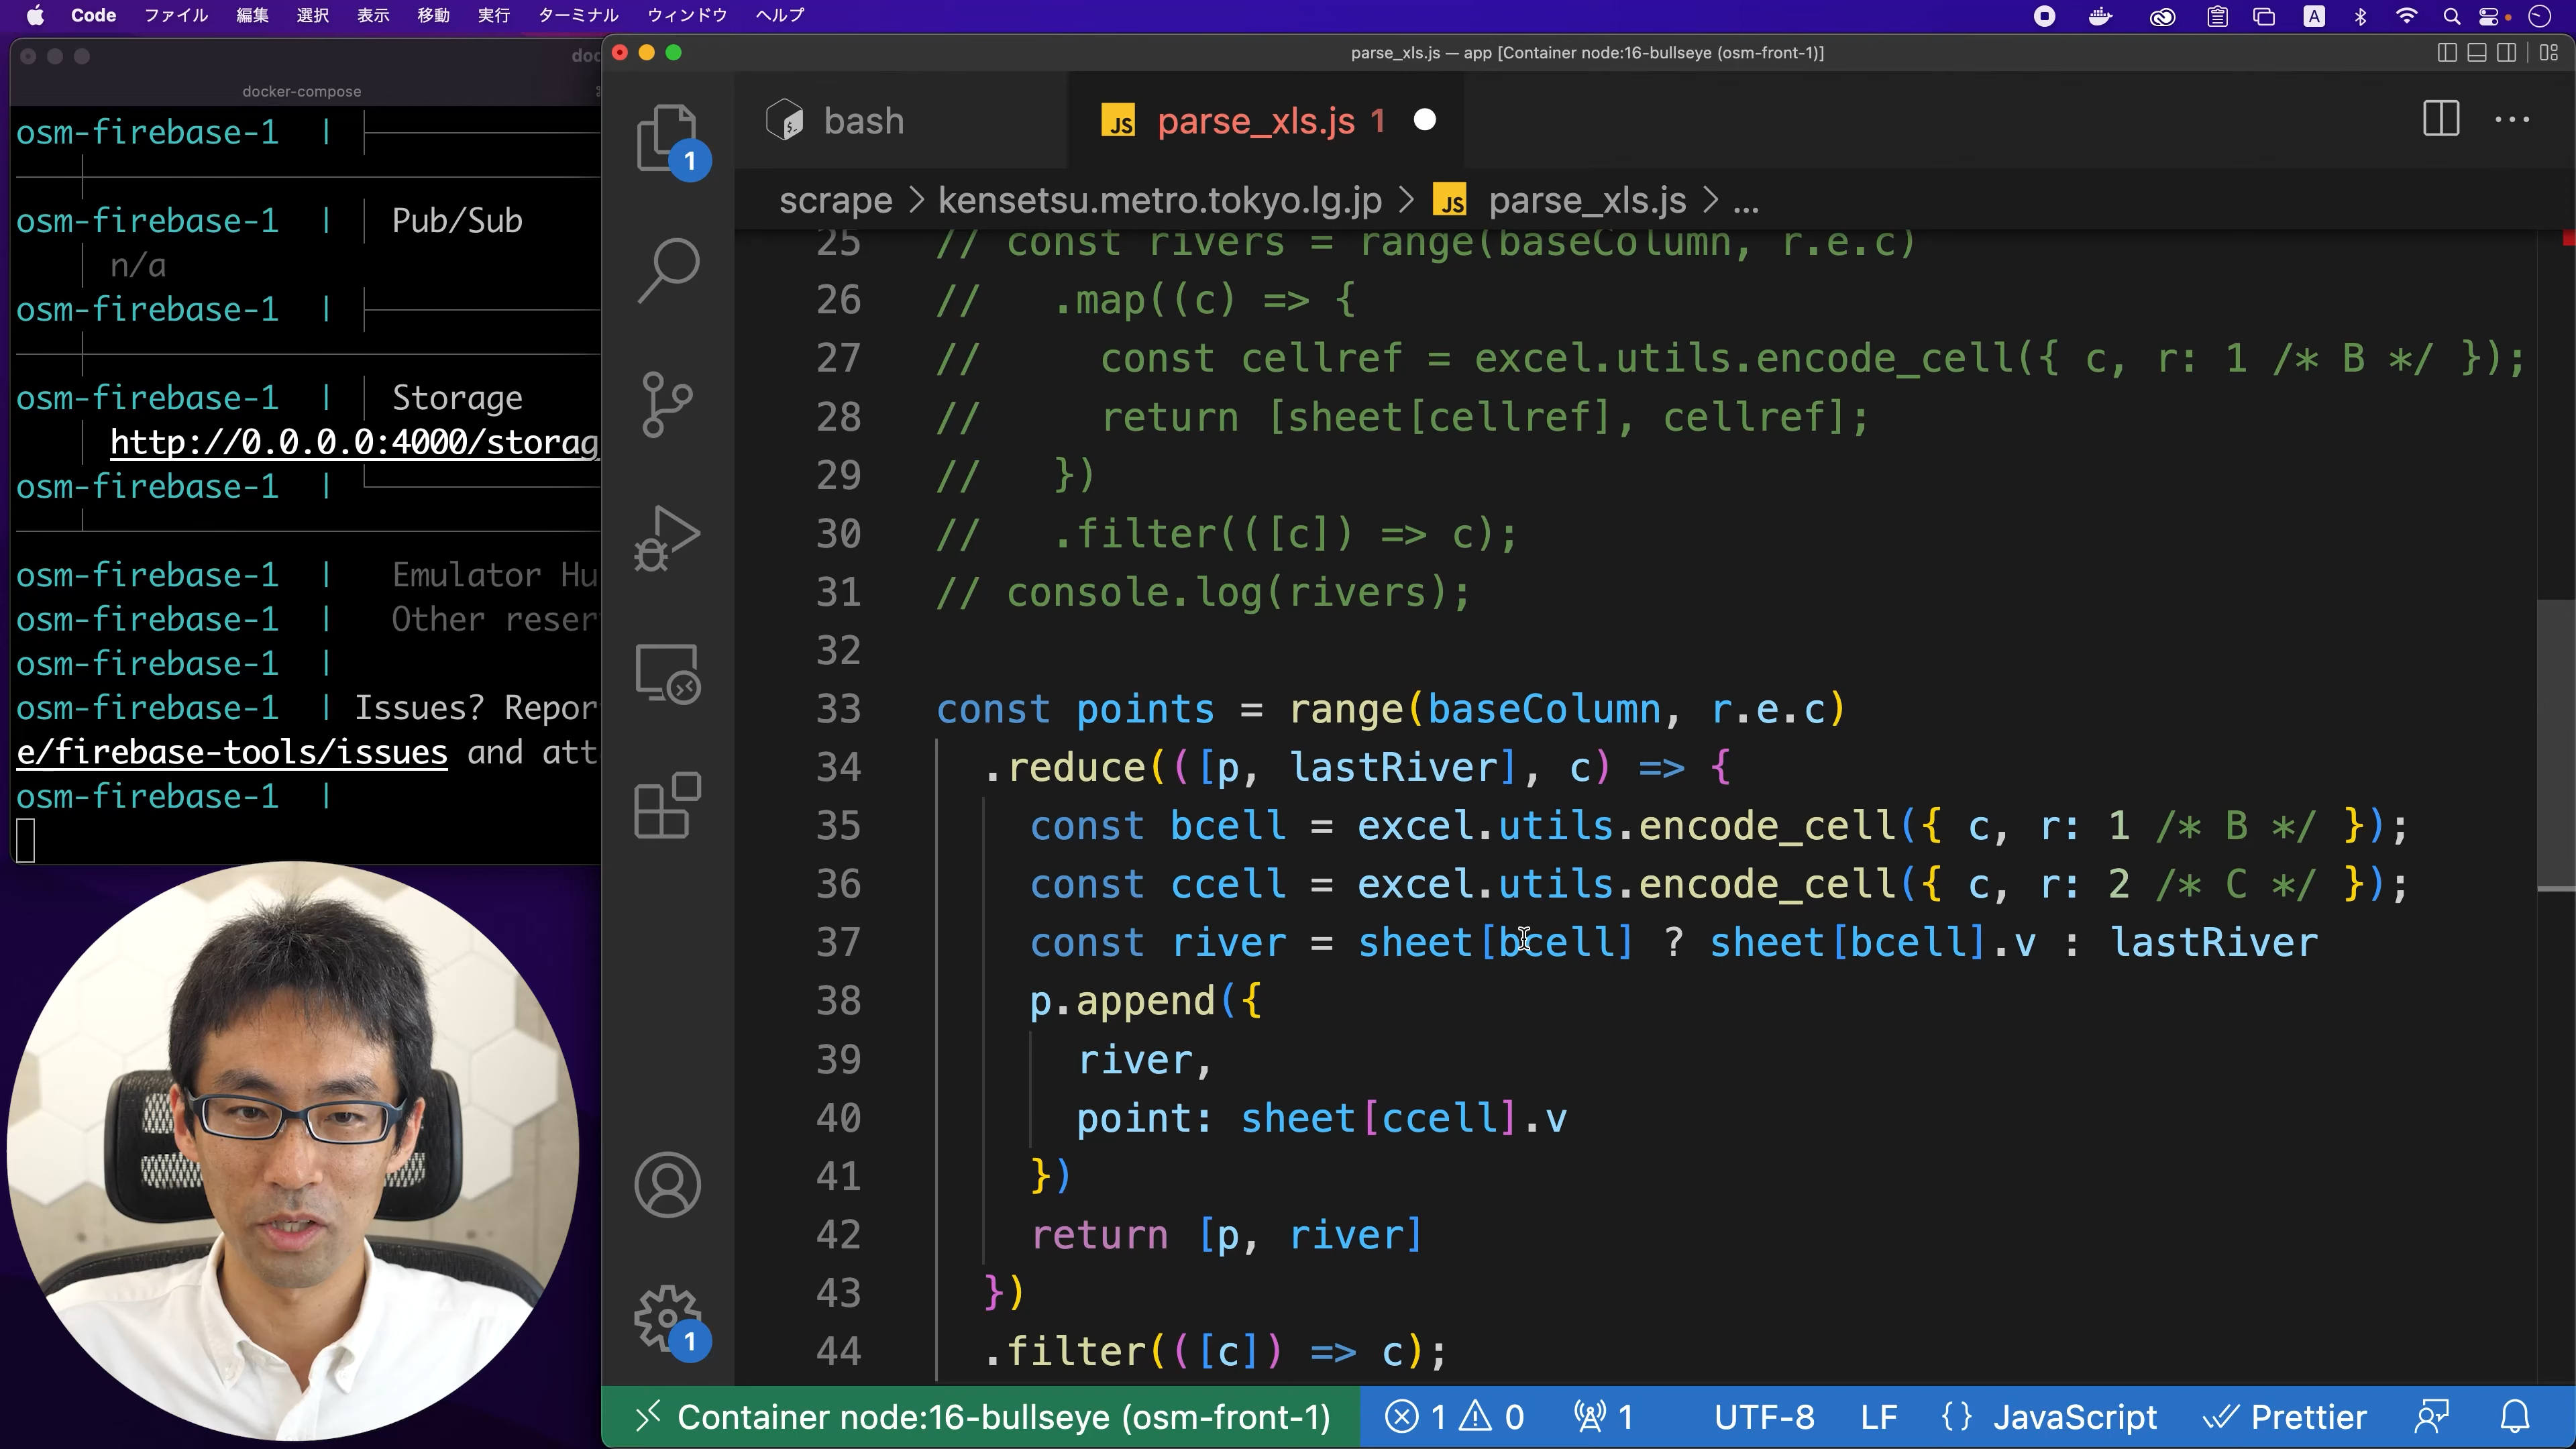 Code ファイル 編集 選択 表示 移動 実行 ターミナル ウィンドウ ヘルプ
A
docker-compose
osm-firebase-1 |
osm-firebase-1 | Pub/Sub
n/a
osm-firebase-1 |
osm-firebase-1 | Storage
http://0.0.0.0:4000/storag
osm-firebase-1 |
osm-firebase-1 | Emulator Hu
osm-firebase-1 | Other reser
osm-firebase-1 |
osm-firebase-1 | Issues? Repor
e/firebase-tools/issues and att
osm-firebase-1 |
parse_xls.js — app [Container node:16-bullseye (osm-front-1)]
bash
JS parse_xls.js 1
scrape > kensetsu.metro.tokyo.lg.jp > JS parse_xls.js > ...
1
25 // const rivers = range(baseColumn, r.e.c)
26 //   .map((c) => {
27 //     const cellref = excel.utils.encode_cell({ c, r: 1 /* B */ });
28 //     return [sheet[cellref], cellref];
29 //   })
30 //   .filter(([c]) => c);
31 // console.log(rivers);
32
33 const points = range(baseColumn, r.e.c)
34   .reduce(([p, lastRiver], c) => {
35     const bcell = excel.utils.encode_cell({ c, r: 1 /* B */ });
36     const ccell = excel.utils.encode_cell({ c, r: 2 /* C */ });
37     const river = sheet[bcell] ? sheet[bcell].v : lastRiver
38     p.append({
39       river,
40       point: sheet[ccell].v
41     })
42     return [p, river]
43   })
44   .filter(([c]) => c);
1
Container node:16-bullseye (osm-front-1) 1 0 1 UTF-8 LF {} JavaScript Prettier